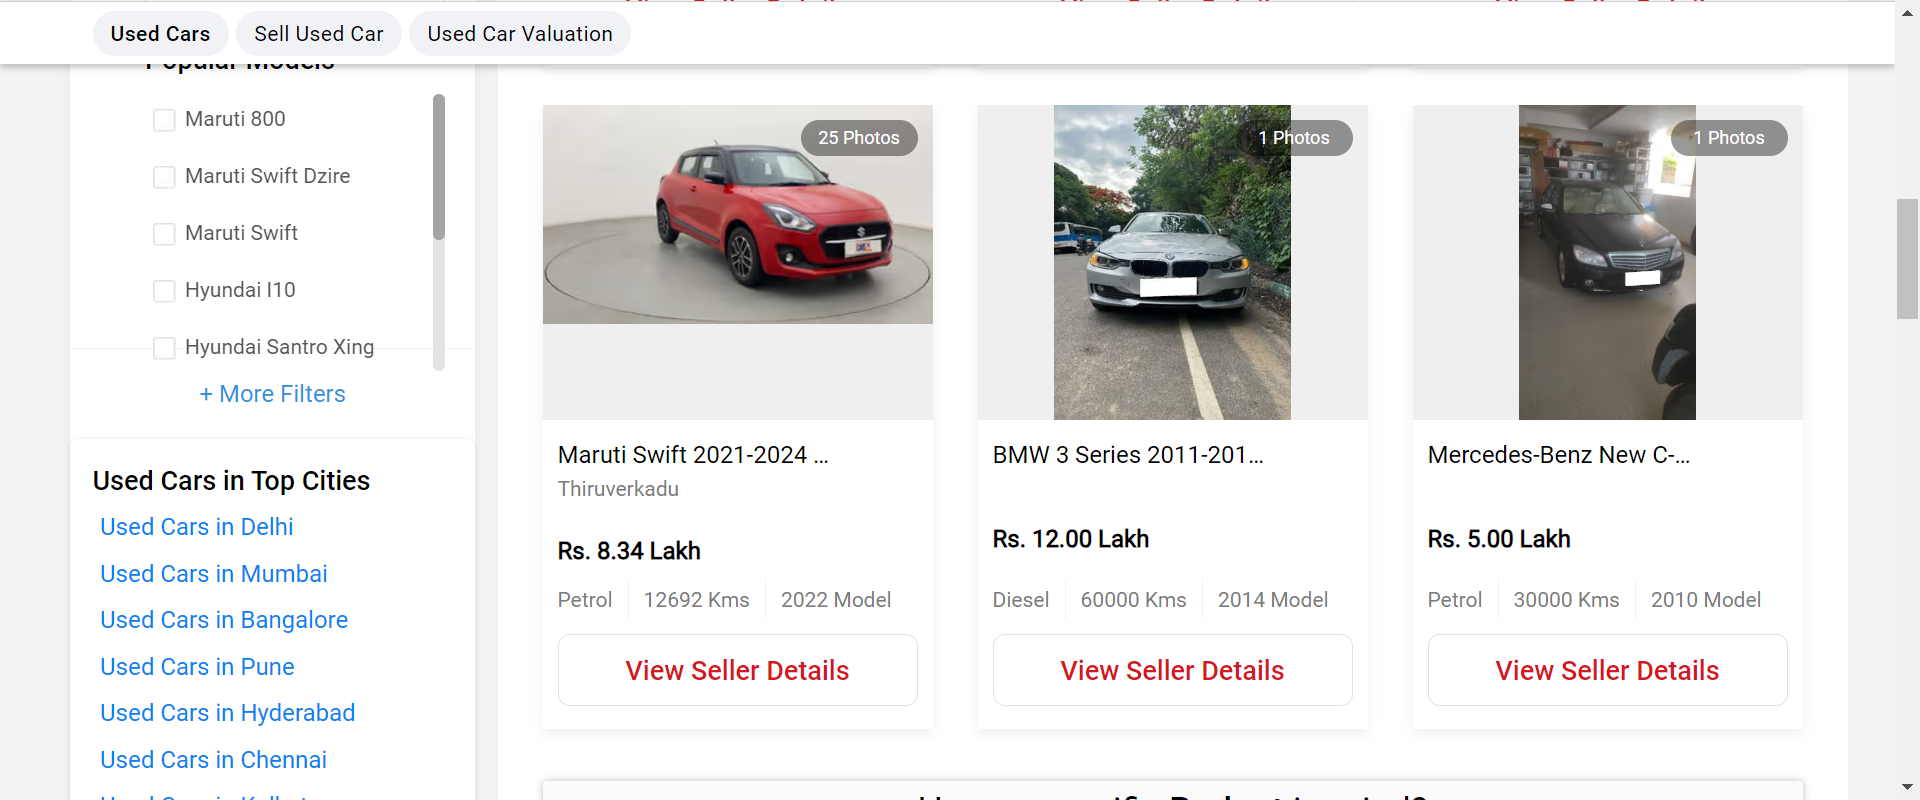 Used Cars
Sell Used Car
Used Car Valuation
Popular Models
Maruti 800
Maruti Swift Dzire
Maruti Swift
Hyundai I10
Hyundai Santro Xing
+ More Filters
Used Cars in Top Cities
Used Cars in Delhi
Used Cars in Mumbai
Used Cars in Bangalore
Used Cars in Pune
Used Cars in Hyderabad
Used Cars in Chennai
25 Photos
Maruti Swift 2021-2024 ...
Thiruverkadu
Rs. 8.34 Lakh
Petrol 12692 Kms 2022 Model
View Seller Details
1 Photos
BMW 3 Series 2011-201...
Rs. 12.00 Lakh
Diesel 60000 Kms 2014 Model
View Seller Details
1 Photos
Mercedes-Benz New C-...
Rs. 5.00 Lakh
Petrol 30000 Kms 2010 Model
View Seller Details